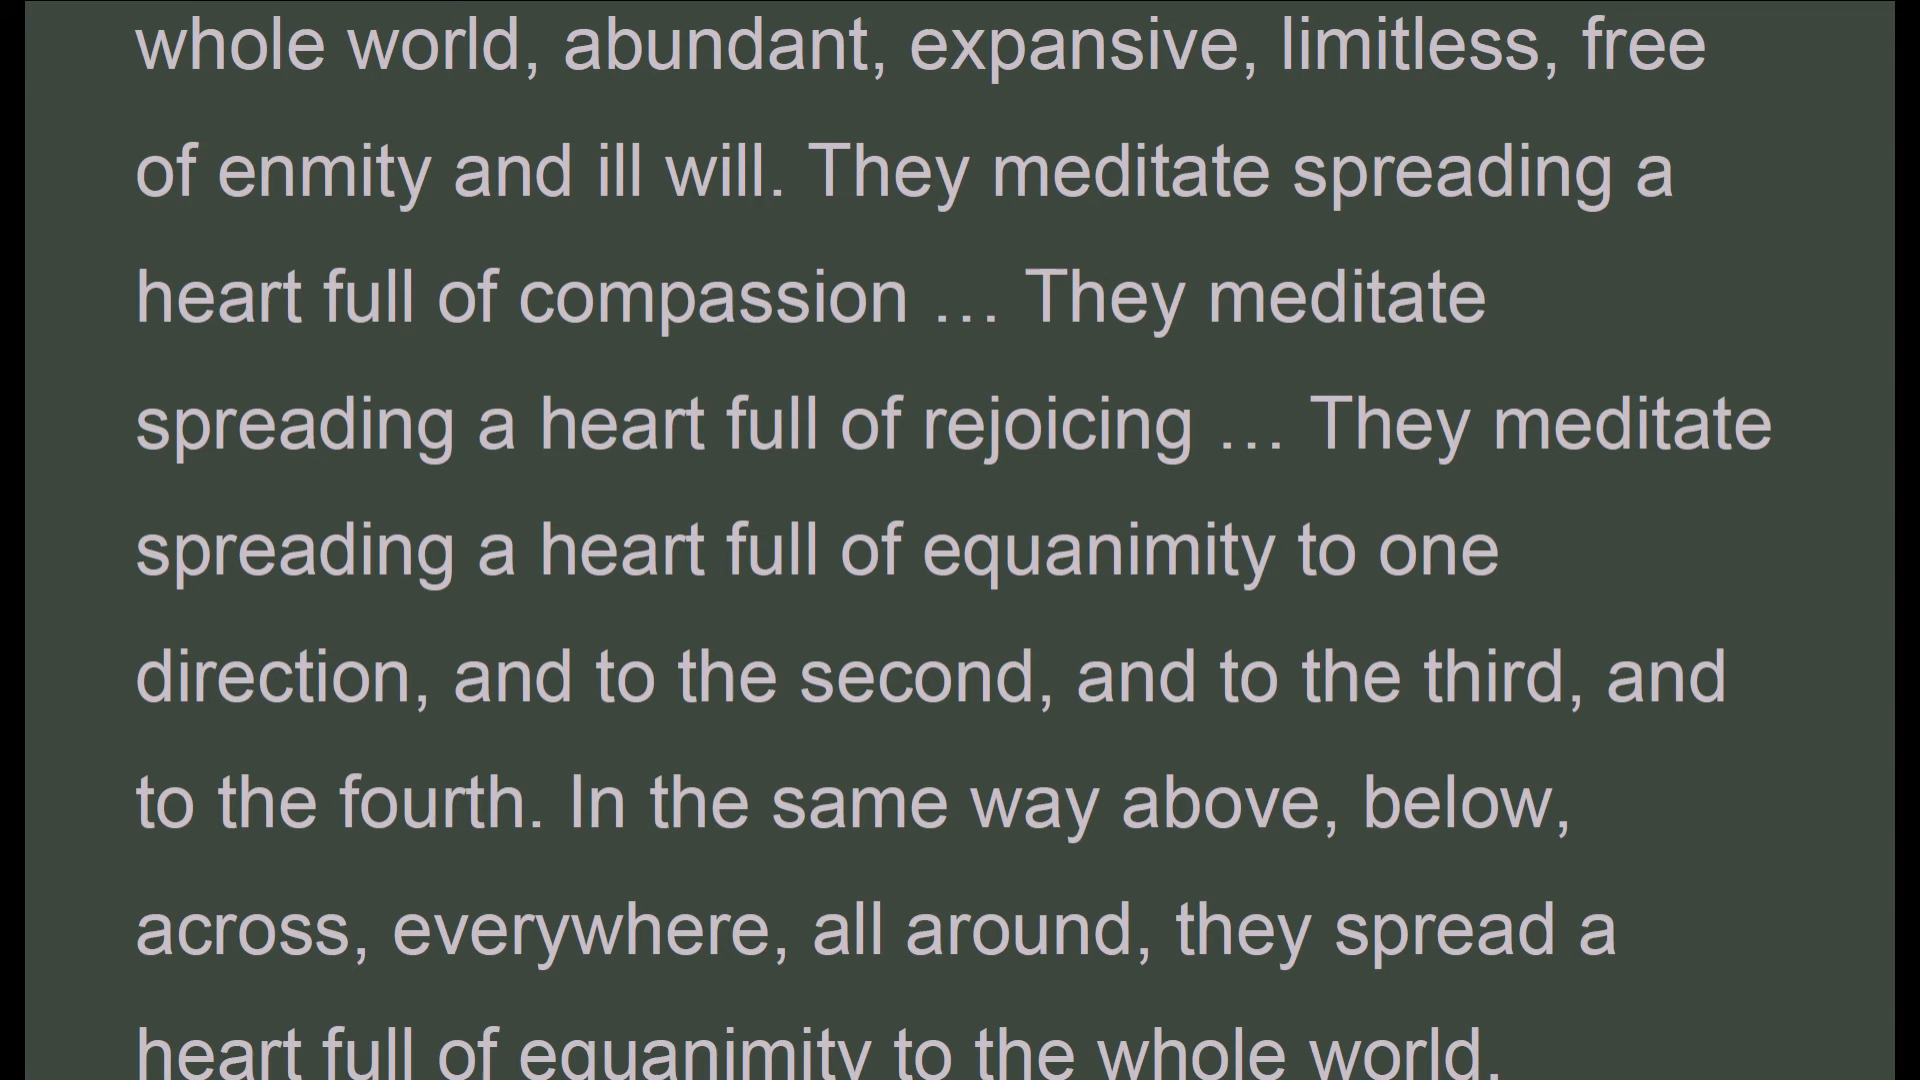 whole world, abundant, expansive, limitless, free
of enmity and ill will. They meditate spreading a
heart full of compassion … They meditate
spreading a heart full of rejoicing … They meditate
spreading a heart full of equanimity to one
direction, and to the second, and to the third, and
to the fourth. In the same way above, below,
across, everywhere, all around, they spread a
heart full of equanimity to the whole world,